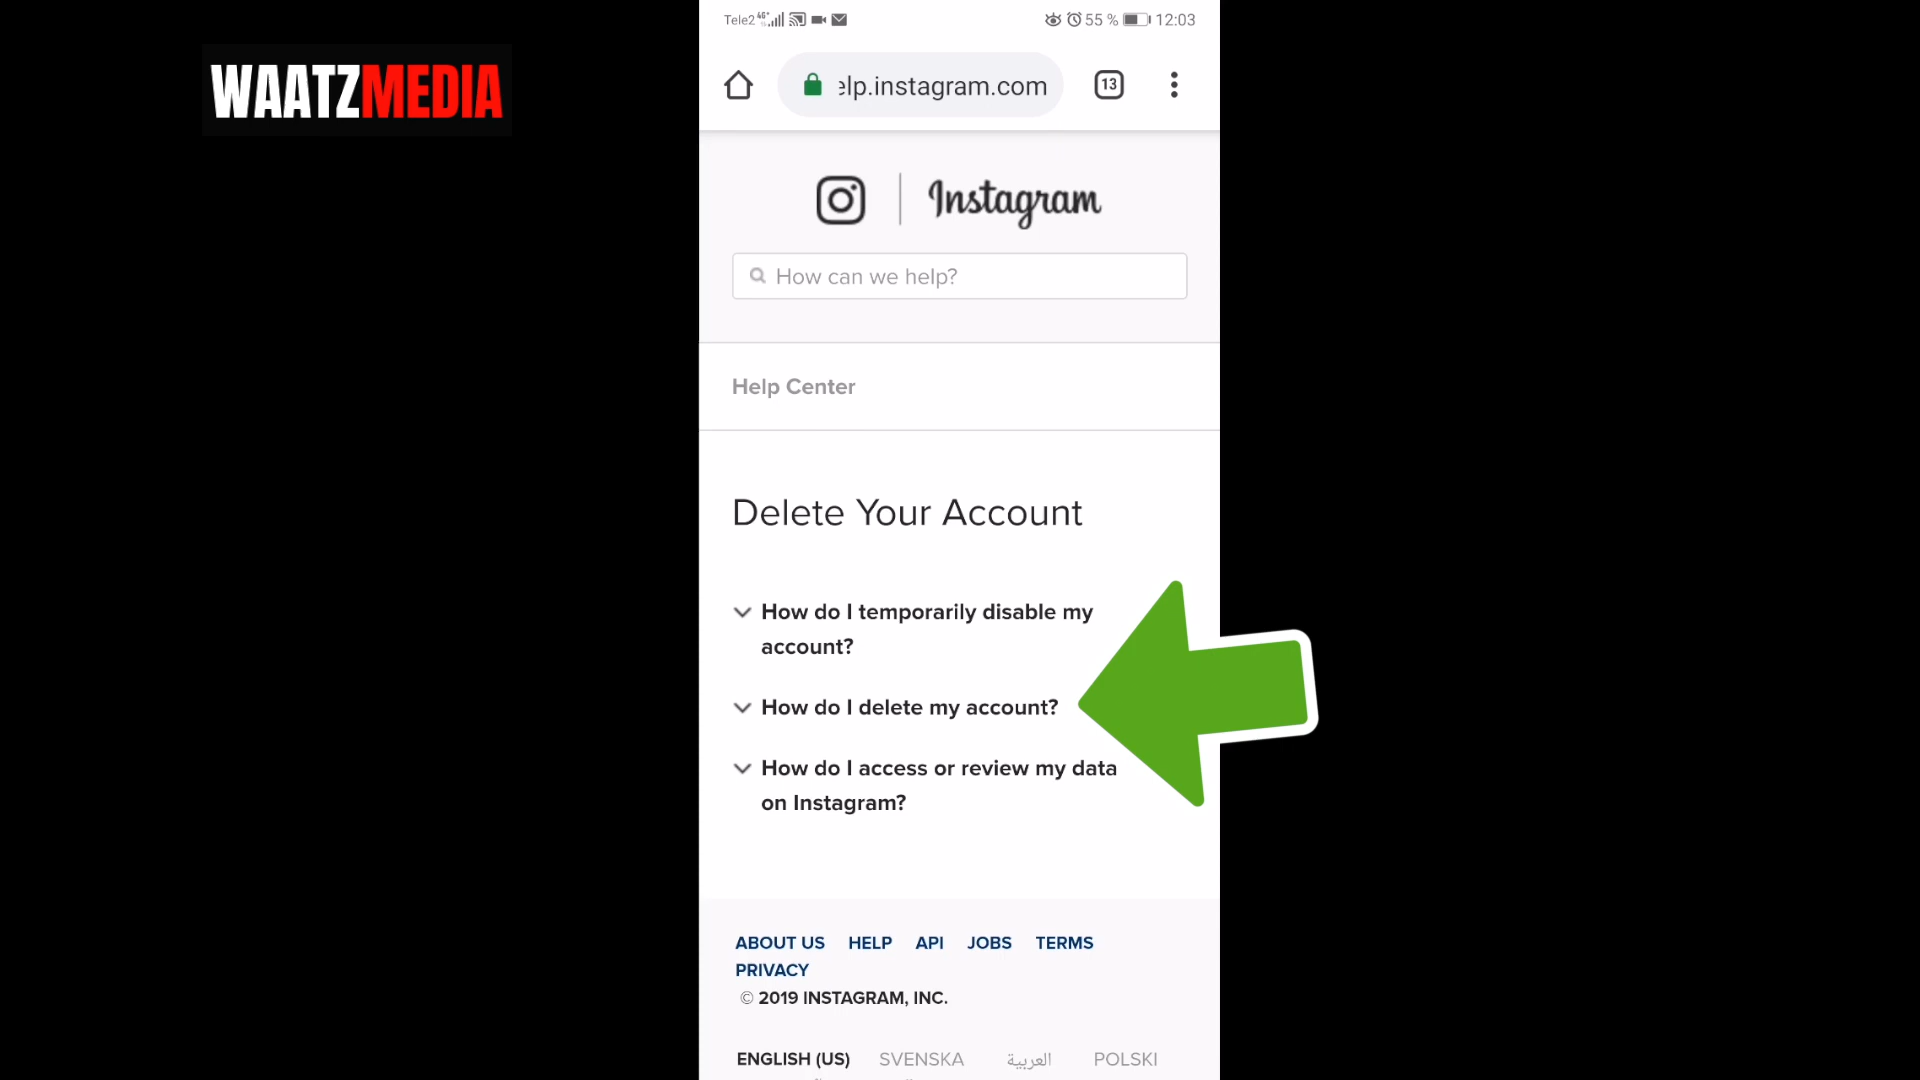 Tele2 4G+ 55 % 12:03
WAATZMEDIA
elp.instagram.com 13
Instagram
How can we help?
Help Center
Delete Your Account
How do I temporarily disable my
account?
How do I delete my account?
How do I access or review my data
on Instagram?
ABOUT US HELP API JOBS TERMS
PRIVACY
© 2019 INSTAGRAM, INC.
ENGLISH (US) SVENSKA العربية POLSKI